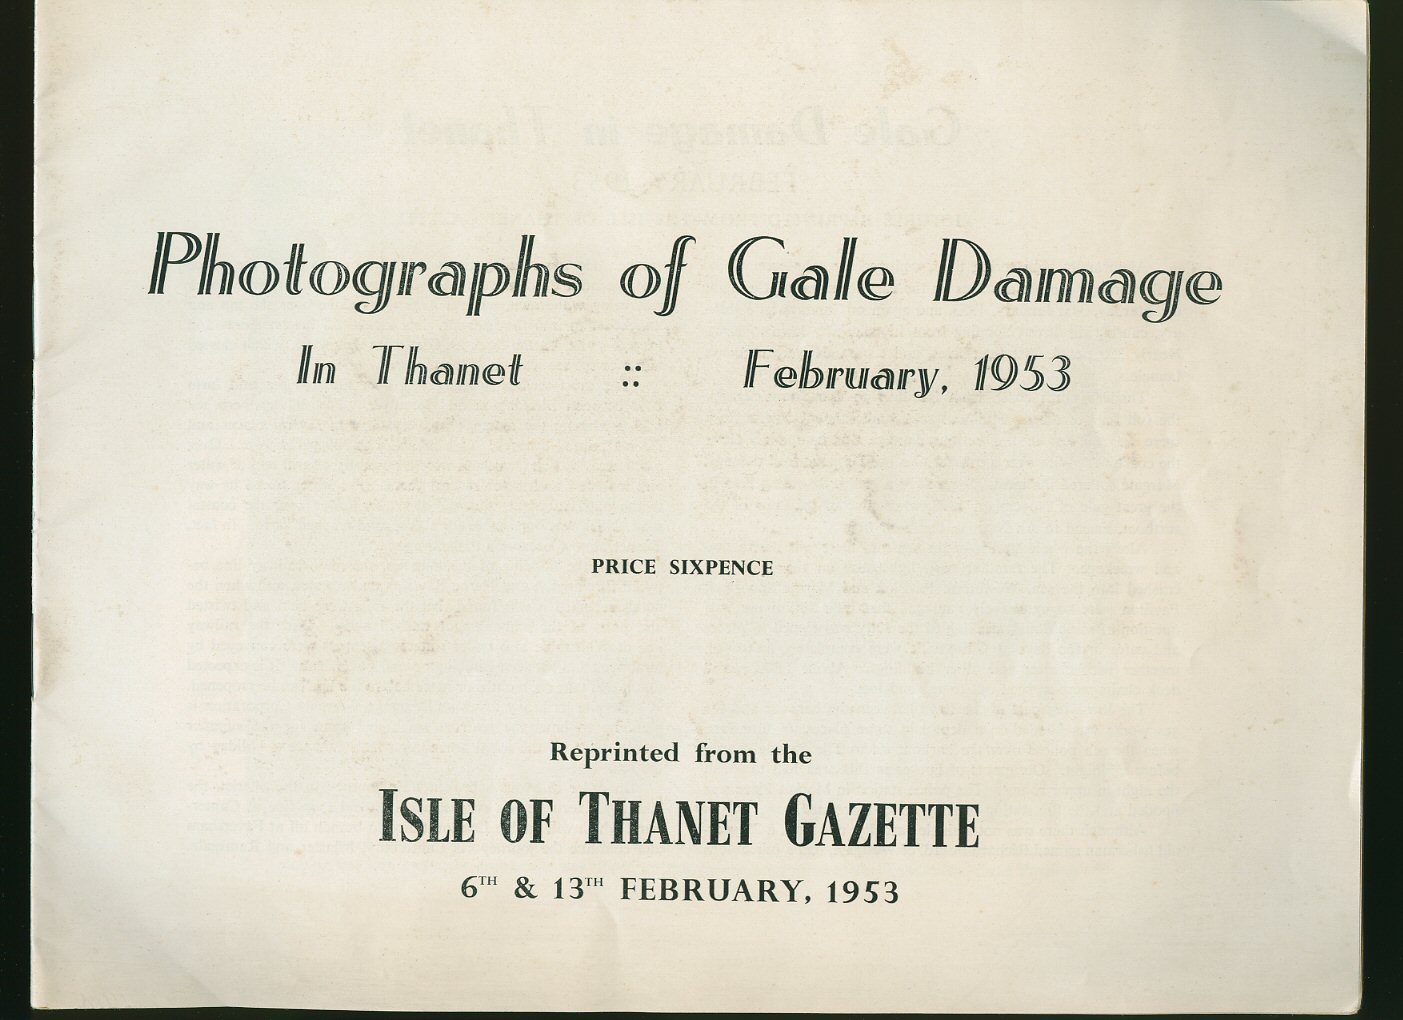 Photographs of Gale Damage
In Thanet :: February, 1953
PRICE SIXPENCE
Reprinted from the
ISLE OF THANET GAZETTE
6TH & 13TH FEBRUARY, 1953